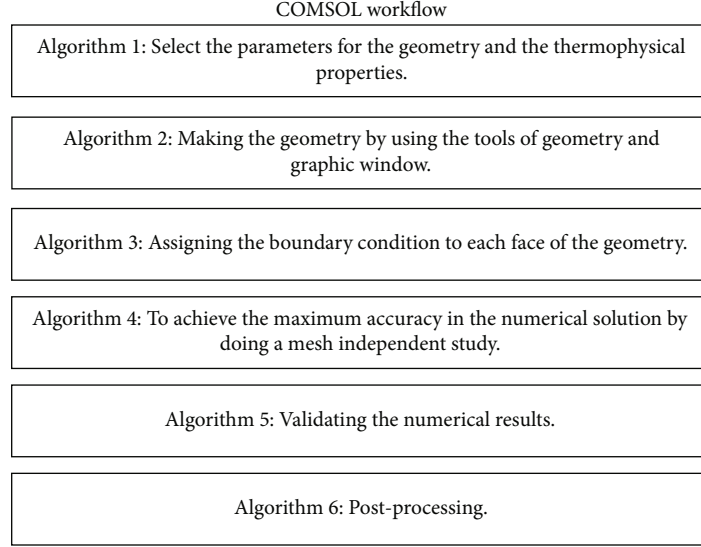 COMSOL workflow
Algorithm 1: Select the parameters for the geometry and the thermophysical
properties.
Algorithm 2: Making the geometry by using the tools of geometry and
graphic window.
Algorithm 3: Assigning the boundary condition to each face of the geometry.
Algorithm 4: To achieve the maximum accuracy in the numerical solution by
doing a mesh independent study.
Algorithm 5: Validating the numerical results.
Algorithm 6: Post-processing.